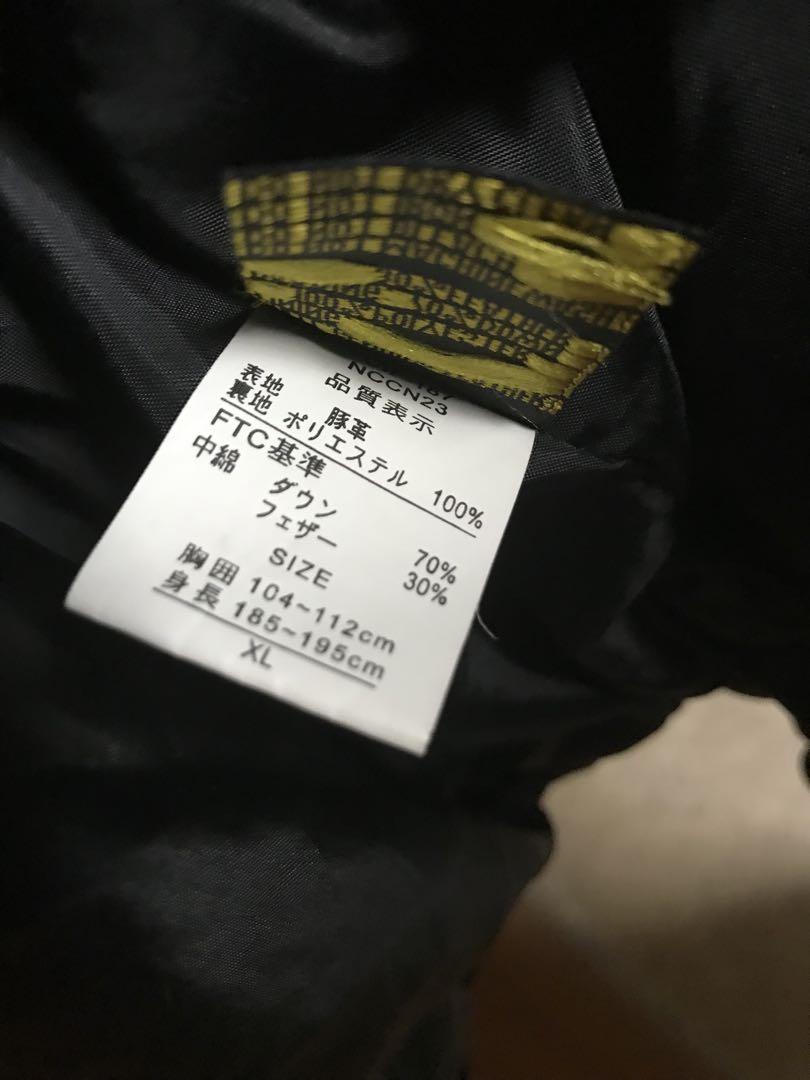 NCCN23
品質表示
表地 豚革
裏地 ポリエステル 100%
FTC基準
中綿 ダウン 70%
フェザー 30%
SIZE
胸囲 104~112cm
身長 185~195cm
XL